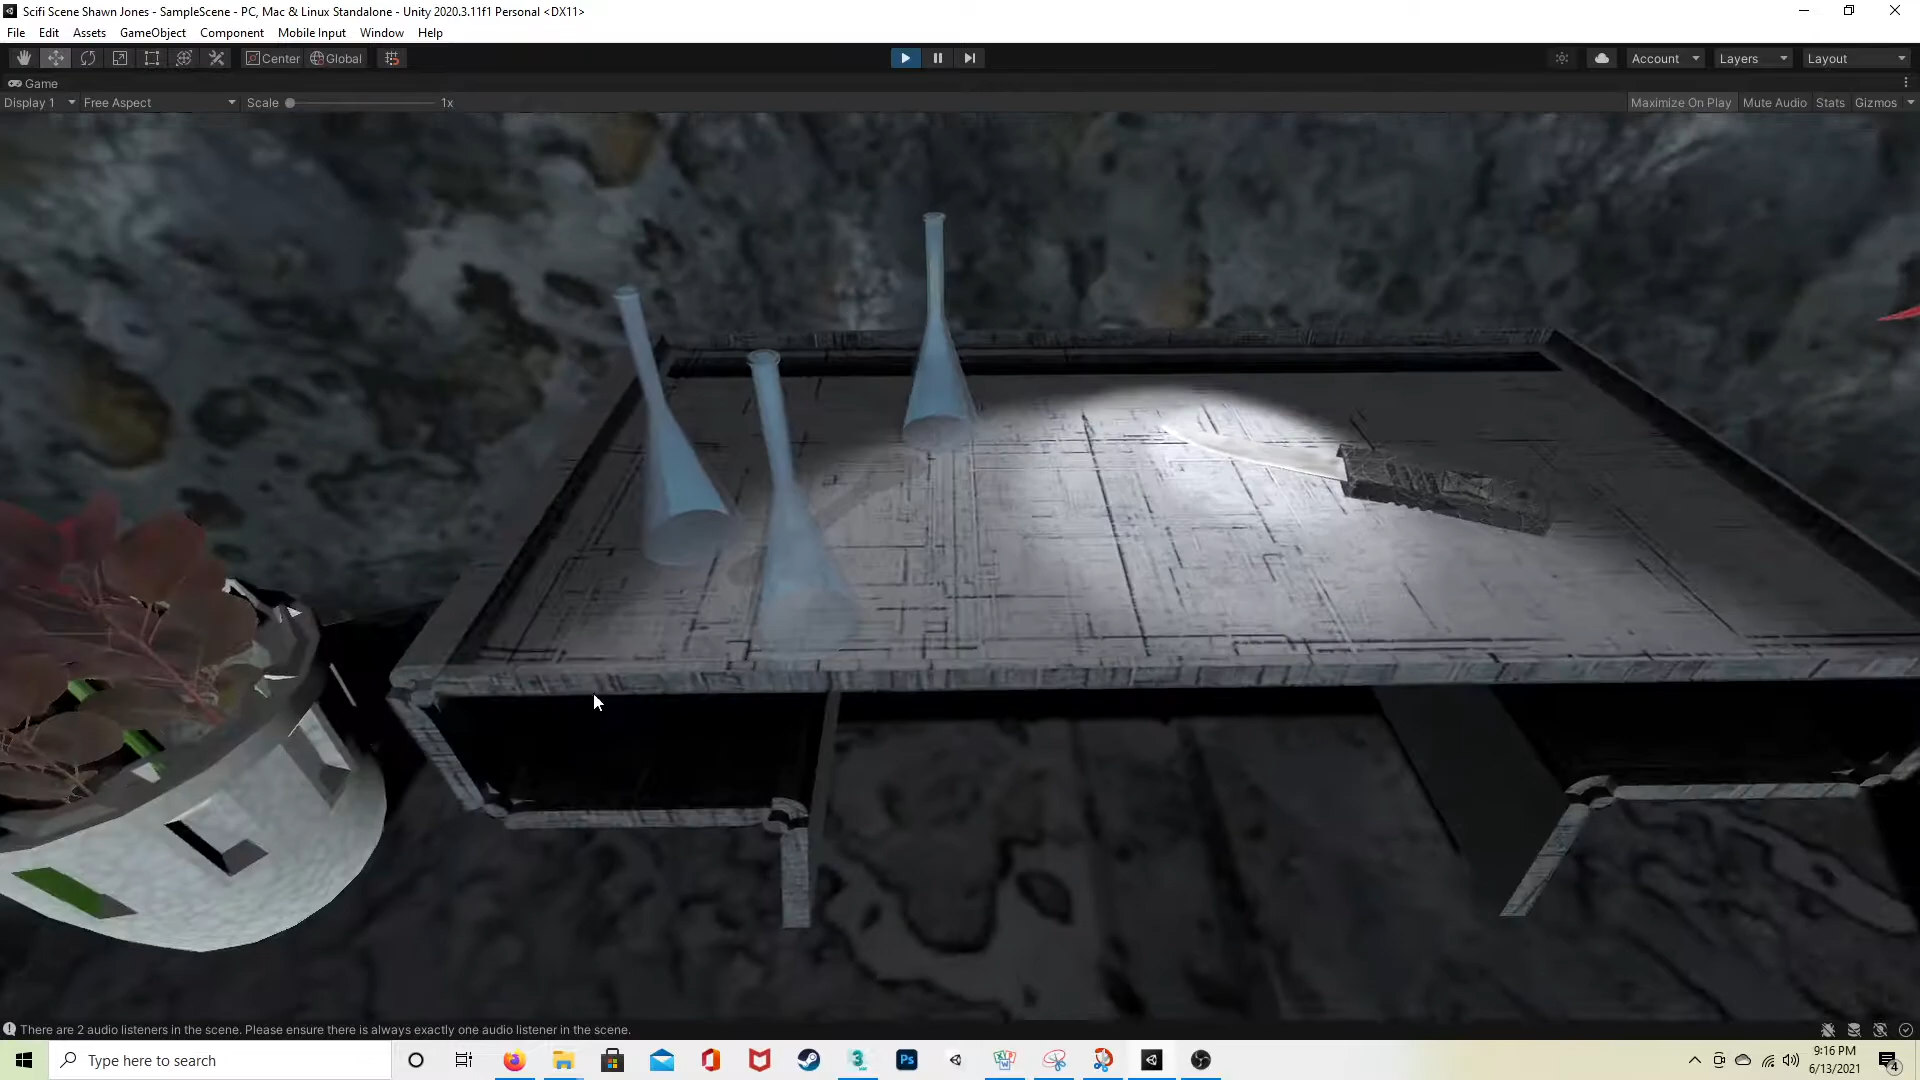 Scifi Scene Shawn Jones - SampleScene - PC, Mac & Linux Standalone - Unity 2020.3.11f1 Personal <DX11>
File Edit Assets GameObject Component Mobile Input Window Help
Center Global Account Layers Layout
Game
Display 1 Free Aspect Scale 1x Maximize On Play Mute Audio Stats Gizmos
There are 2 audio listeners in the scene. Please ensure there is always exactly one audio listener in the scene.
Type here to search
Ps
9:16 PM
6/13/2021
4